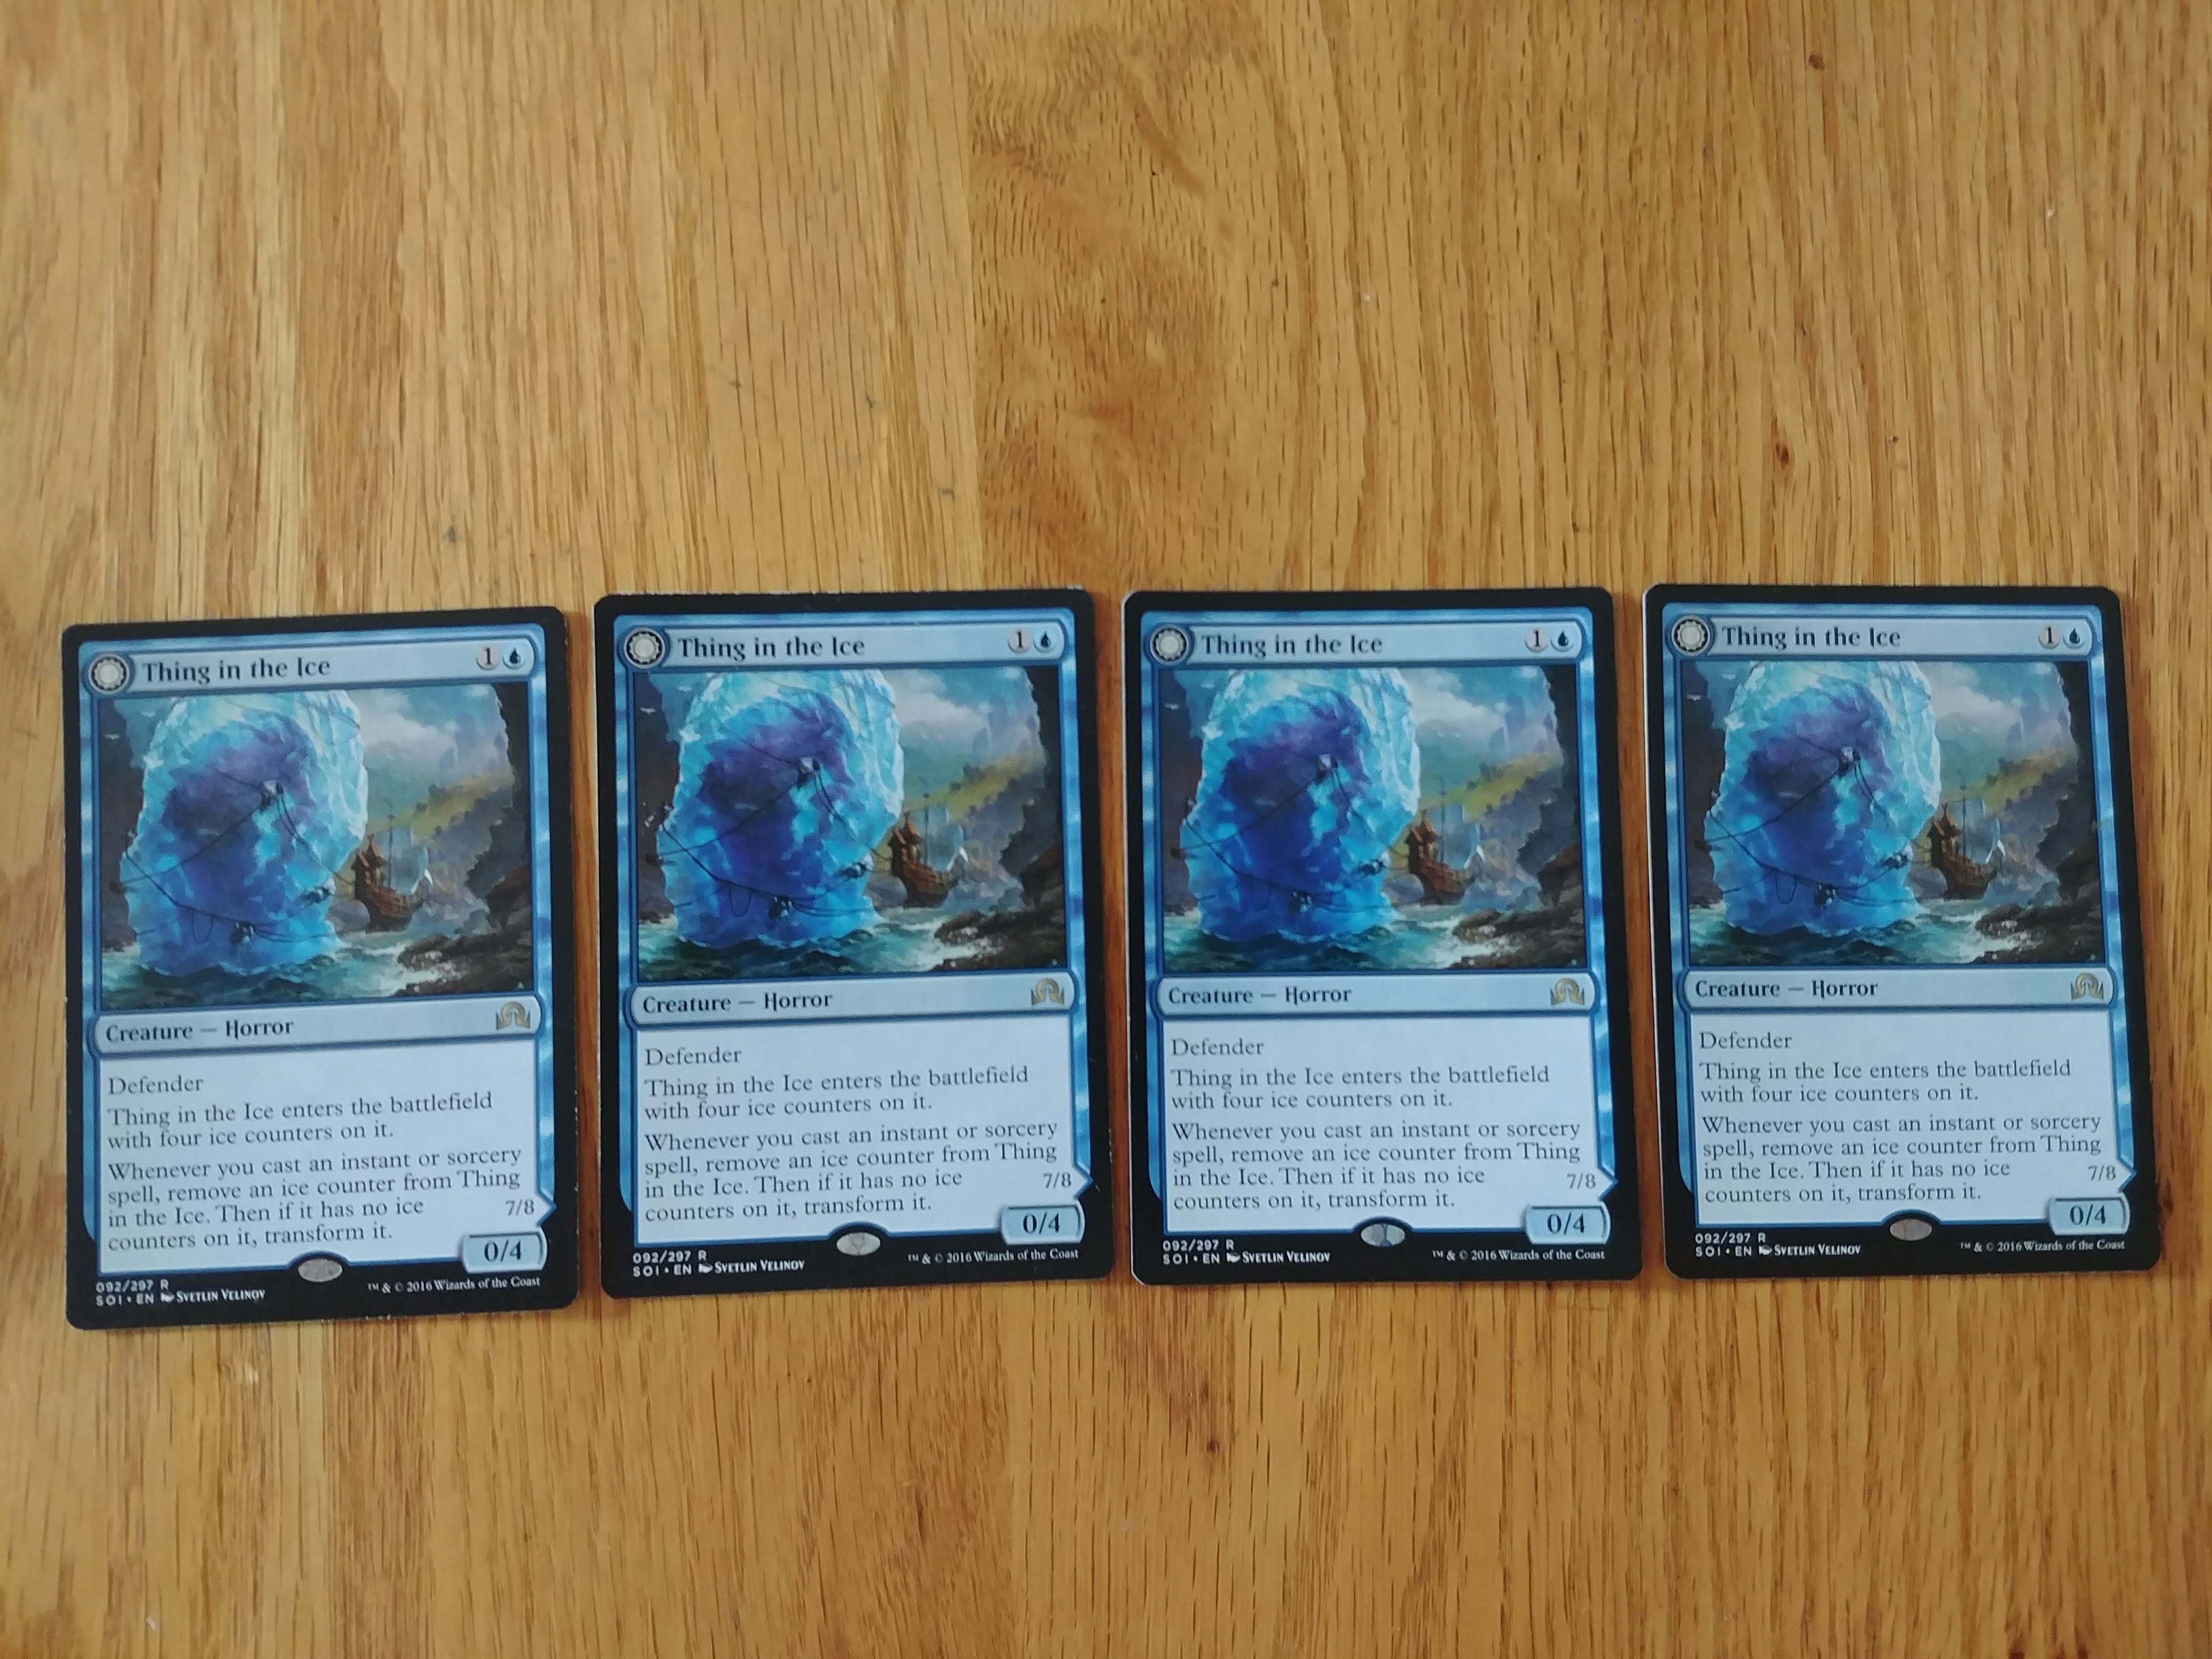 Thing in the Ice 1
Creature — Horror
Defender
Thing in the Ice enters the battlefield
with four ice counters on it.
Whenever you cast an instant or sorcery
spell, remove an ice counter from Thing
in the Ice. Then if it has no ice
counters on it, transform it.
7/8
0/4
092/297 R
SOI • EN SVETLIN VELINOV
™ & © 2016 Wizards of the Coast
Thing in the Ice 1
Creature — Horror
Defender
Thing in the Ice enters the battlefield
with four ice counters on it.
Whenever you cast an instant or sorcery
spell, remove an ice counter from Thing
in the Ice. Then if it has no ice
counters on it, transform it.
7/8
0/4
092/297 R
SOI • EN SVETLIN VELINOV
™ & © 2016 Wizards of the Coast
Thing in the Ice 1
Creature — Horror
Defender
Thing in the Ice enters the battlefield
with four ice counters on it.
Whenever you cast an instant or sorcery
spell, remove an ice counter from Thing
in the Ice. Then if it has no ice
counters on it, transform it.
7/8
0/4
092/297 R
SOI • EN SVETLIN VELINOV
™ & © 2016 Wizards of the Coast
Thing in the Ice 1
Creature — Horror
Defender
Thing in the Ice enters the battlefield
with four ice counters on it.
Whenever you cast an instant or sorcery
spell, remove an ice counter from Thing
in the Ice. Then if it has no ice
counters on it, transform it.
7/8
0/4
092/297 R
SOI • EN SVETLIN VELINOV
™ & © 2016 Wizards of the Coast